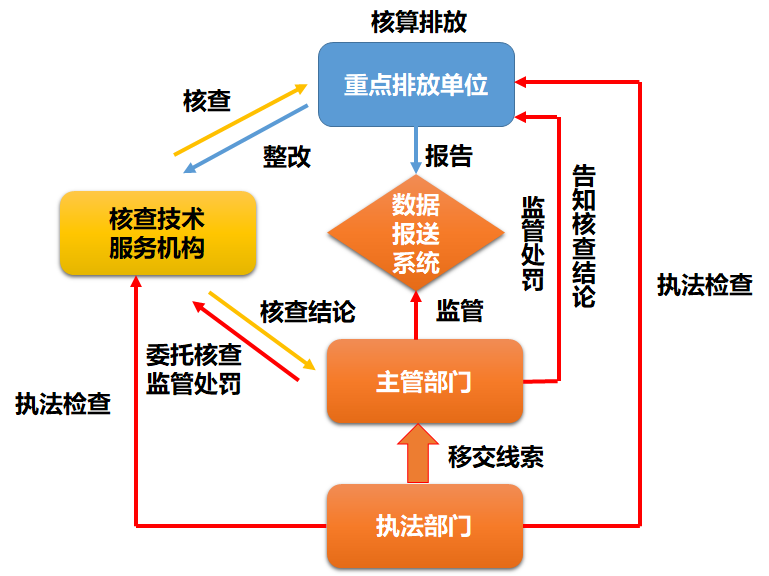 核算排放
重点排放单位
核查
整改
报告
数据
报送
系统
监管处罚
告知核查结论
核查技术
服务机构
执法检查
核查结论
监管
委托核查
监管处罚
主管部门
执法检查
移交线索
执法部门